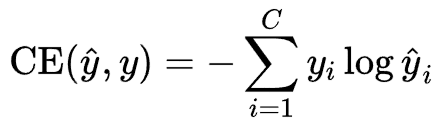 CE(ŷ, y) = − ∑_{i=1}^{C} y_i log ŷ_i